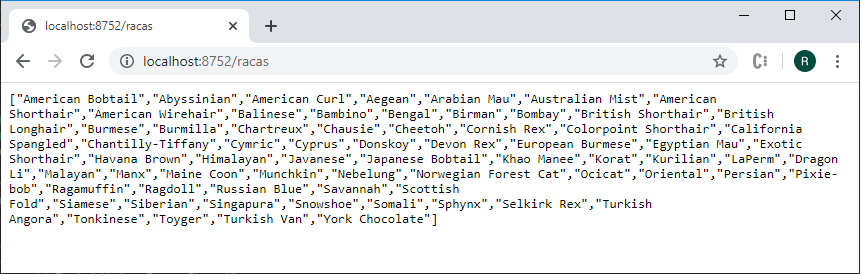 localhost:8752/racas
localhost:8752/racas
R
["American Bobtail","Abyssinian","American Curl","Aegean","Arabian Mau","Australian Mist","American
Shorthair","American Wirehair","Balinese","Bambino","Bengal","Birman","Bombay","British Shorthair","British
Longhair","Burmese","Burmilla","Chartreux","Chausie","Cheetoh","Cornish Rex","Colorpoint Shorthair","California
Spangled","Chantilly-Tiffany","Cymric","Cyprus","Donskoy","Devon Rex","European Burmese","Egyptian Mau","Exotic
Shorthair","Havana Brown","Himalayan","Javanese","Japanese Bobtail","Khao Manee","Korat","Kurilian","LaPerm","Dragon
Li","Malayan","Manx","Maine Coon","Munchkin","Nebelung","Norwegian Forest Cat","Ocicat","Oriental","Persian","Pixie-
bob","Ragamuffin","Ragdoll","Russian Blue","Savannah","Scottish
Fold","Siamese","Siberian","Singapura","Snowshoe","Somali","Sphynx","Selkirk Rex","Turkish
Angora","Tonkinese","Toyger","Turkish Van","York Chocolate"]